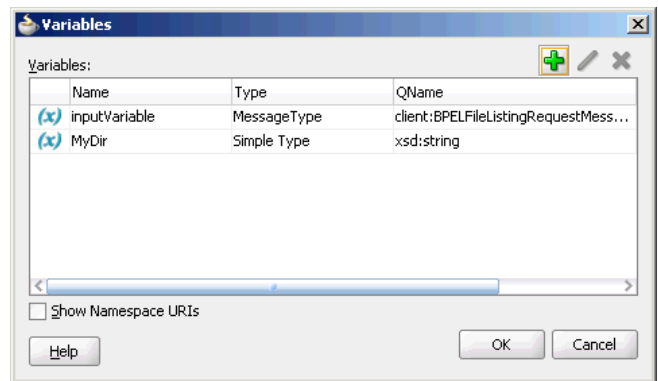 Variables
Variables:
Name Type QName
(x) inputVariable MessageType client:BPELFileListingRequestMess...
(x) MyDir Simple Type xsd:string
Show Namespace URIs
Help OK Cancel